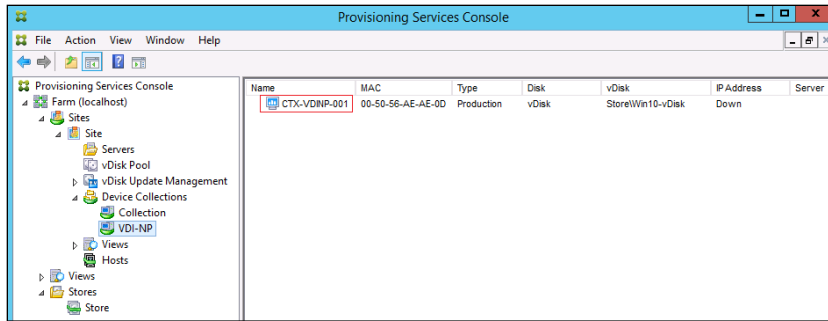 Provisioning Services Console
File Action View Window Help
Provisioning Services Console
Farm (localhost)
Sites
Site
Servers
vDisk Pool
vDisk Update Management
Device Collections
Collection
VDI-NP
Views
Hosts
Views
Stores
Store
Name MAC Type Disk vDisk IP Address Server
CTX-VDINP-001 00-50-56-AE-AE-0D Production vDisk Store\Win10-vDisk Down